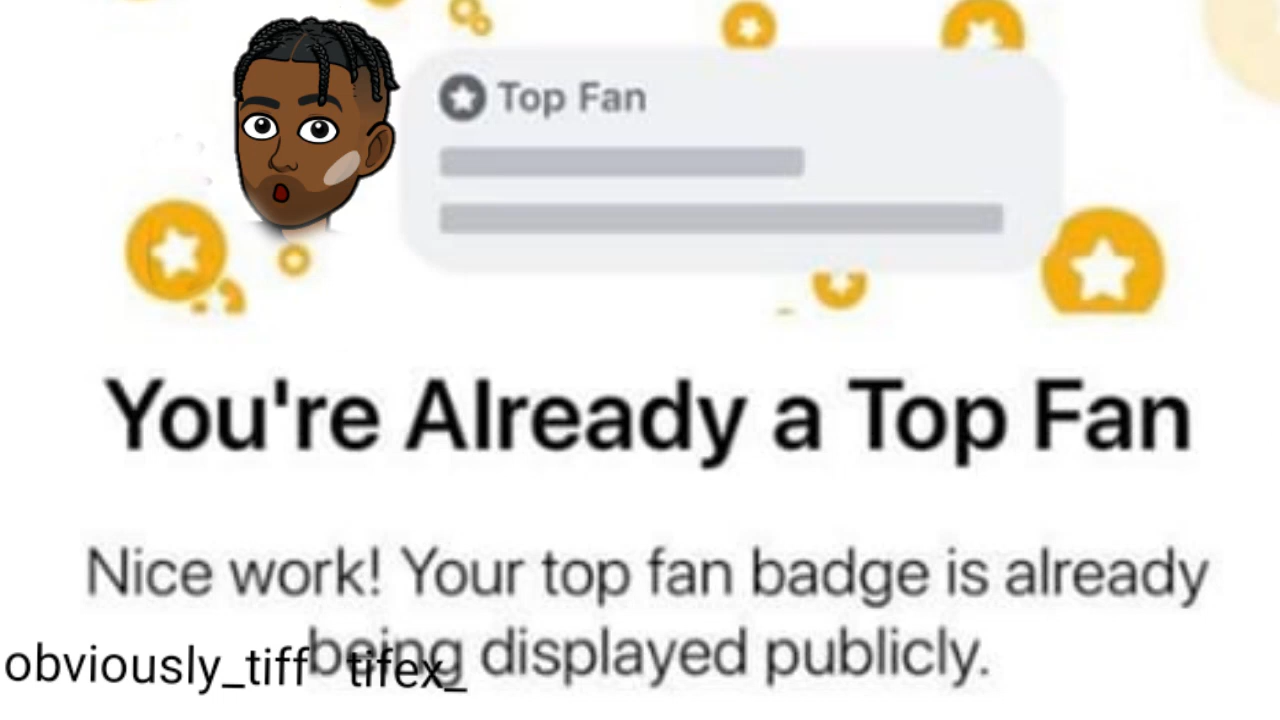 Top Fan
You're Already a Top Fan
Nice work! Your top fan badge is already
being displayed publicly.
obviously_tiff tifex_